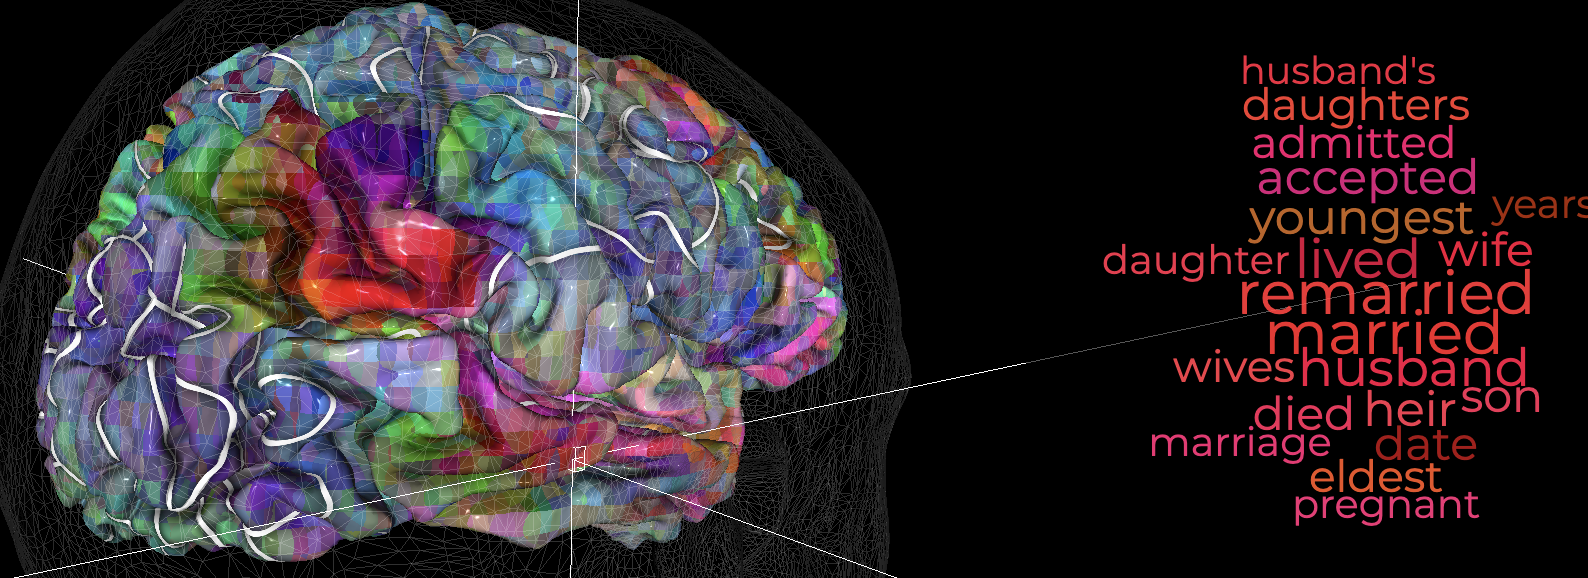 husband's
daughters
admitted
accepted
youngest years
daughter lived wife
remarried
married
wives husband
died heir son
marriage date
eldest
pregnant